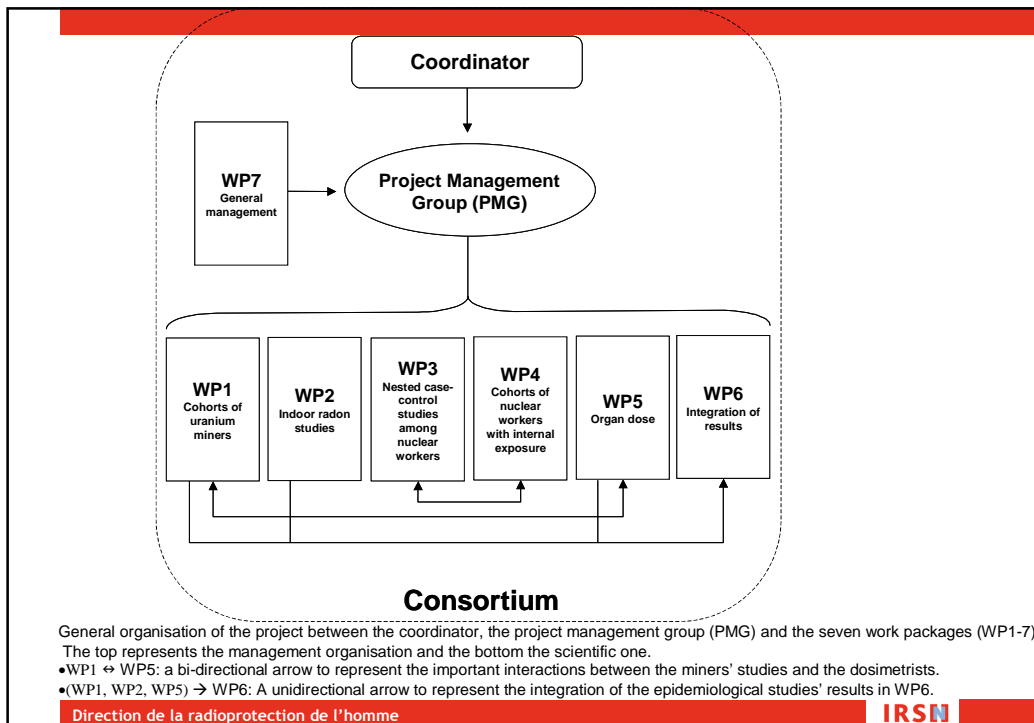 Coordinator
WP7
General
management
Project Management
Group (PMG)
WP1
Cohorts of
uranium
miners
WP2
Indoor radon
studies
WP3
Nested case-
control
studies
among
nuclear
workers
WP4
Cohorts of
nuclear
workers
with internal
exposure
WP5
Organ dose
WP6
Integration of
results
Consortium
General organisation of the project between the coordinator, the project management group (PMG) and the seven work packages (WP1-7)
The top represents the management organisation and the bottom the scientific one.
•WP1 ⇔ WP5: a bi-directional arrow to represent the important interactions between the miners’ studies and the dosimetrists.
•(WP1, WP2, WP5) → WP6: A unidirectional arrow to represent the integration of the epidemiological studies’ results in WP6.
Direction de la radioprotection de l’homme
IRSN